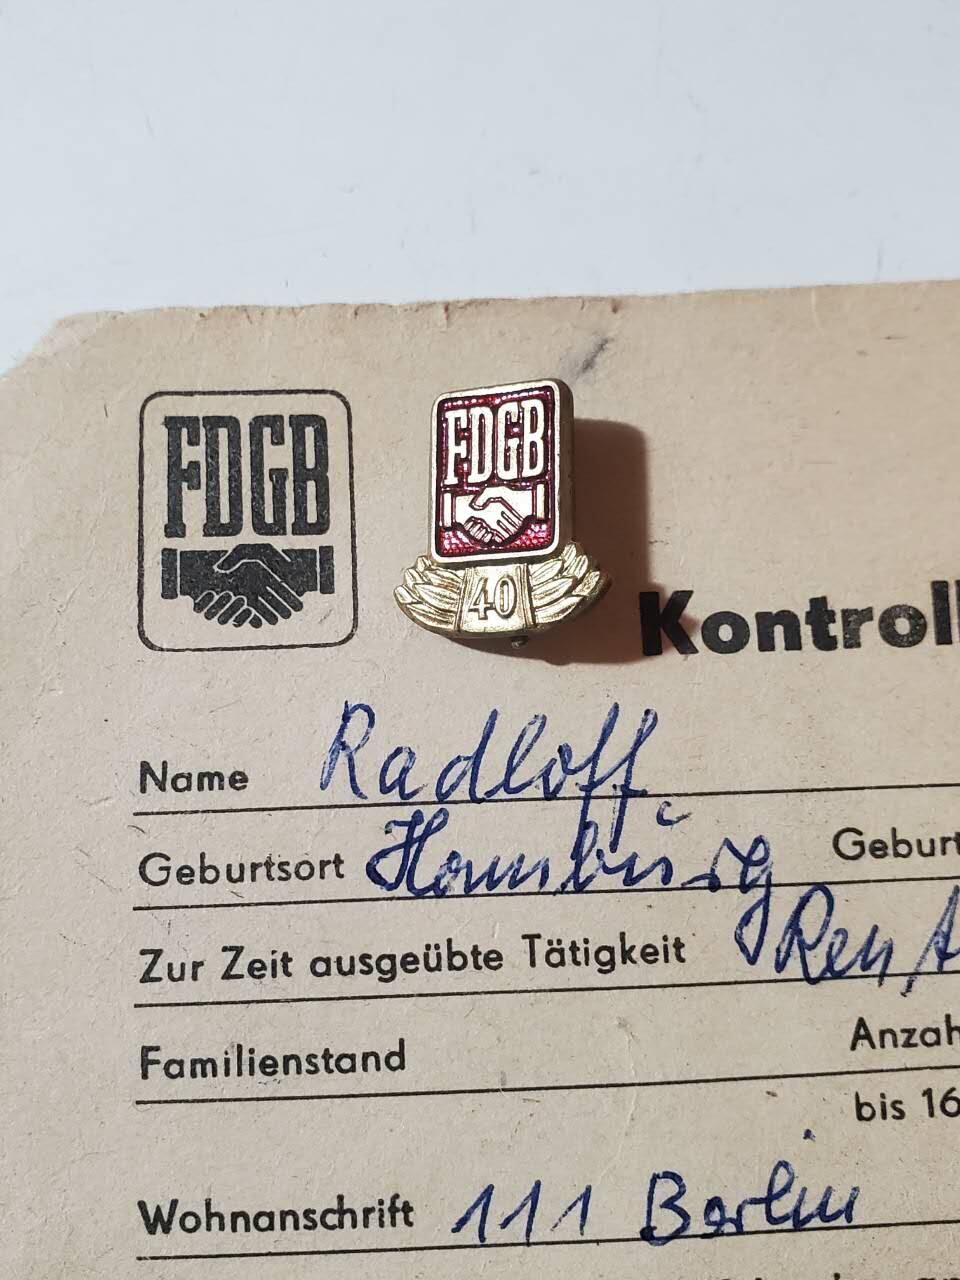 FDGB
FDGB
40
Kontroll
Name Radloff
Geburtsort Hamburg Geburt
Zur Zeit ausgeübte Tätigkeit Rent
Familienstand Anzah
bis 16
Wohnanschrift 111 Berlin